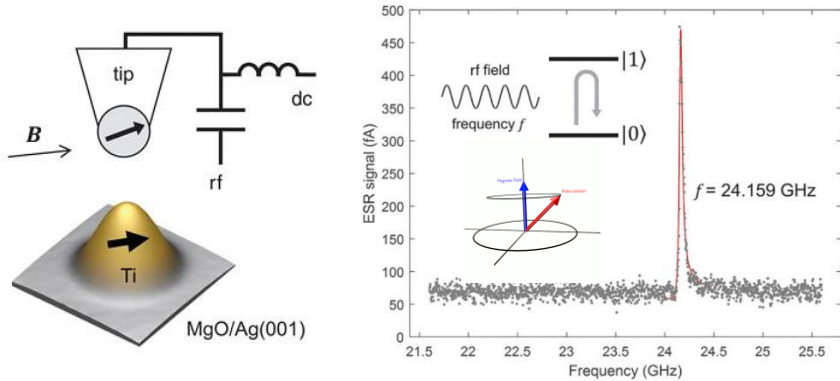 tip
dc
B
rf
Ti
MgO/Ag(001)
500
450
400
350
300
250
200
150
100
50
0
ESR signal (fA)
rf field
frequency f
|1⟩
|0⟩
f = 24.159 GHz
21.5 22 22.5 23 23.5 24 24.5 25 25.5
Frequency (GHz)